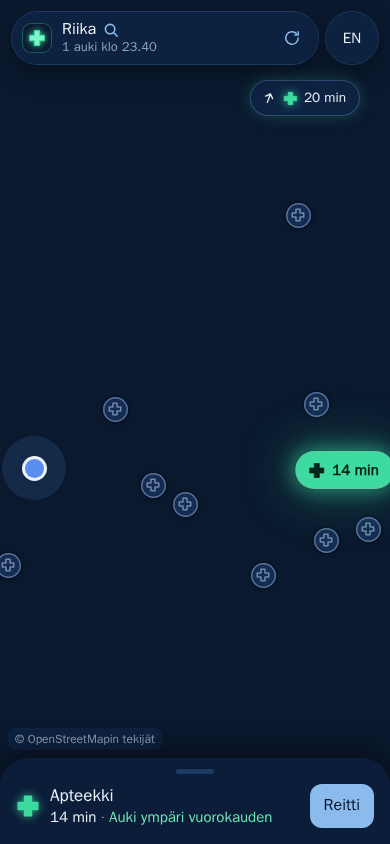 Riika
1 auki klo 23.40
EN
20 min
14 min
© OpenStreetMapin tekijät
Apteekki
14 min · Auki ympäri vuorokauden
Reitti